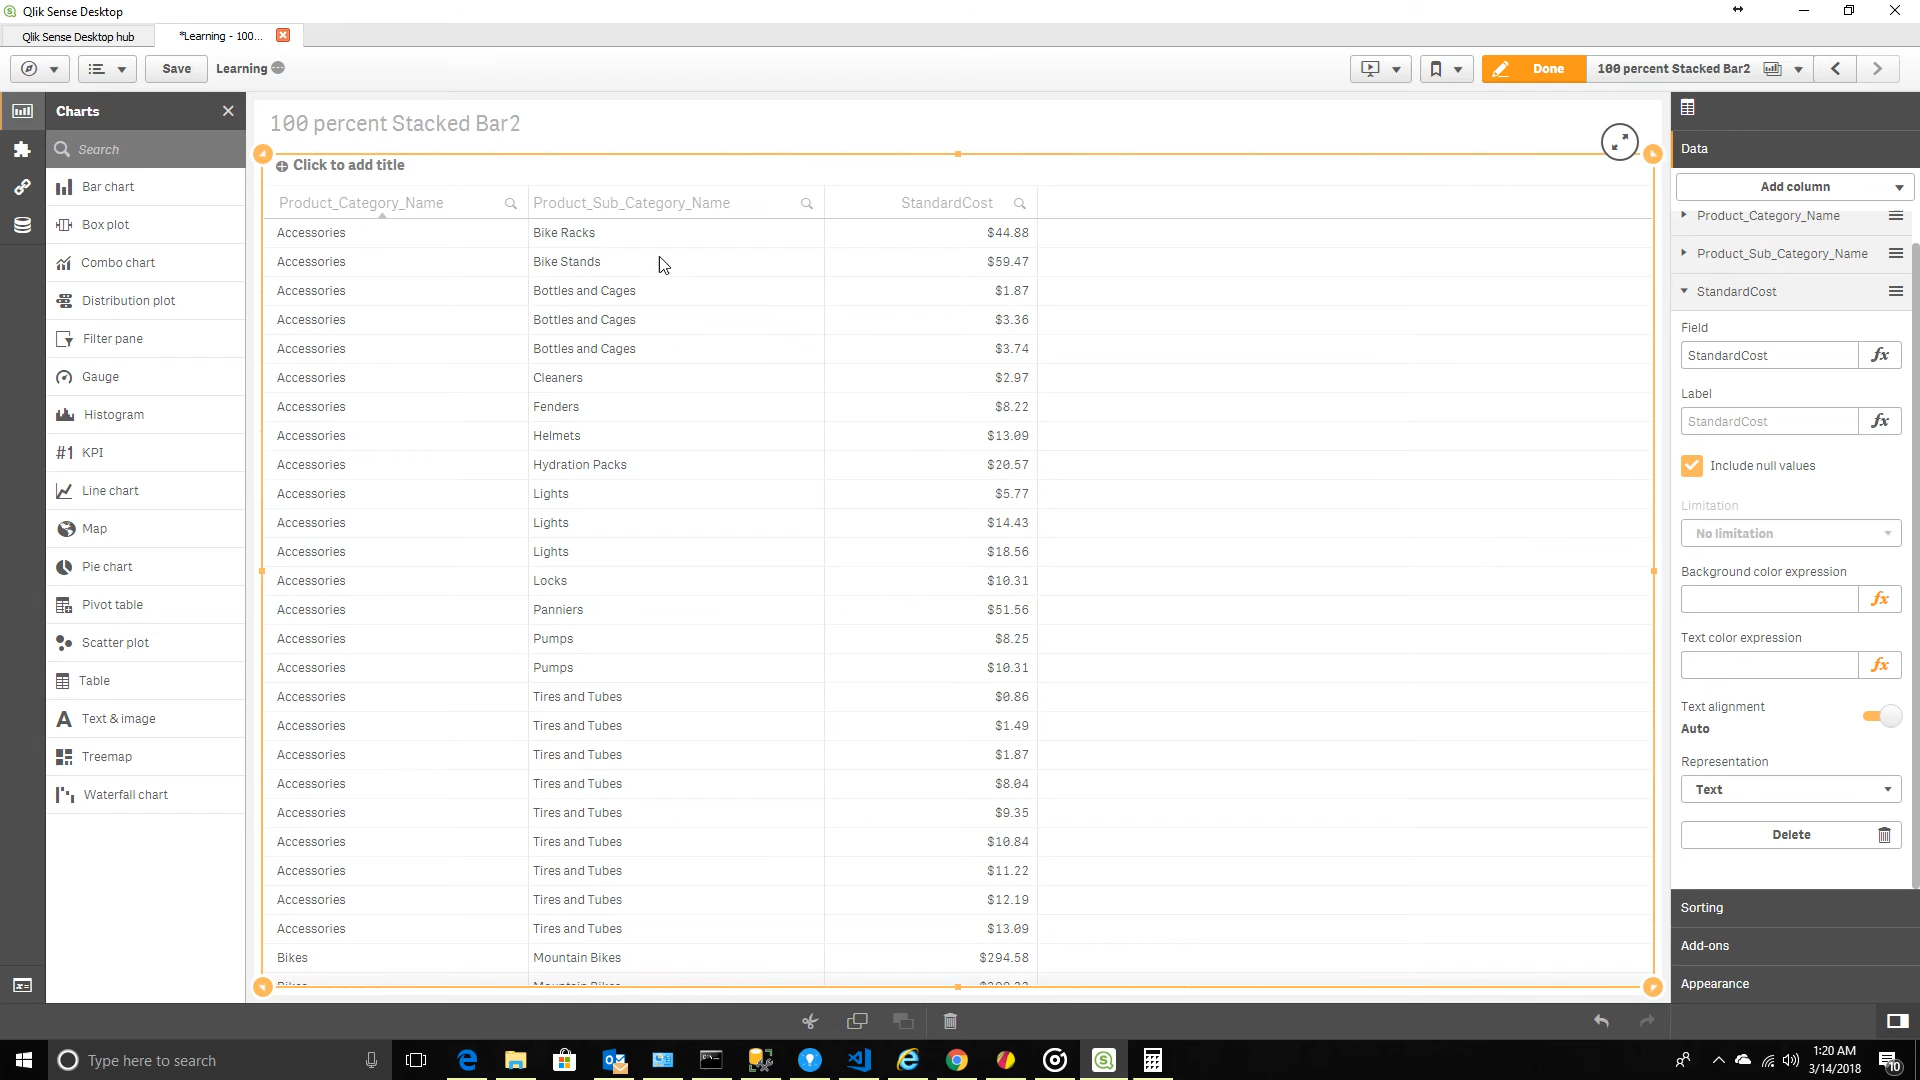 Qlik Sense Desktop
Qlik Sense Desktop hub
*Learning - 100...
Save
Learning
Done
100 percent Stacked Bar2
Charts
Search
Bar chart
Box plot
Combo chart
Distribution plot
Filter pane
Gauge
Histogram
#1 KPI
Line chart
Map
Pie chart
Pivot table
Scatter plot
Table
A Text & image
Treemap
Waterfall chart
100 percent Stacked Bar2
Click to add title
Product_Category_Name Product_Sub_Category_Name StandardCost
Accessories Bike Racks $44.88
Accessories Bike Stands $59.47
Accessories Bottles and Cages $1.87
Accessories Bottles and Cages $3.36
Accessories Bottles and Cages $3.74
Accessories Cleaners $2.97
Accessories Fenders $8.22
Accessories Helmets $13.09
Accessories Hydration Packs $20.57
Accessories Lights $5.77
Accessories Lights $14.43
Accessories Lights $18.56
Accessories Locks $10.31
Accessories Panniers $51.56
Accessories Pumps $8.25
Accessories Pumps $10.31
Accessories Tires and Tubes $0.86
Accessories Tires and Tubes $1.49
Accessories Tires and Tubes $1.87
Accessories Tires and Tubes $8.04
Accessories Tires and Tubes $9.35
Accessories Tires and Tubes $10.84
Accessories Tires and Tubes $11.22
Accessories Tires and Tubes $12.19
Accessories Tires and Tubes $13.09
Bikes Mountain Bikes $294.58
Bikes Mountain Bikes
Data
Add column
Product_Category_Name
Product_Sub_Category_Name
StandardCost
Field
StandardCost fx
Label
StandardCost fx
Include null values
Limitation
No limitation
Background color expression
fx
Text color expression
fx
Text alignment
Auto
Representation
Text
Delete
Sorting
Add-ons
Appearance
Type here to search
1:20 AM
3/14/2018
10